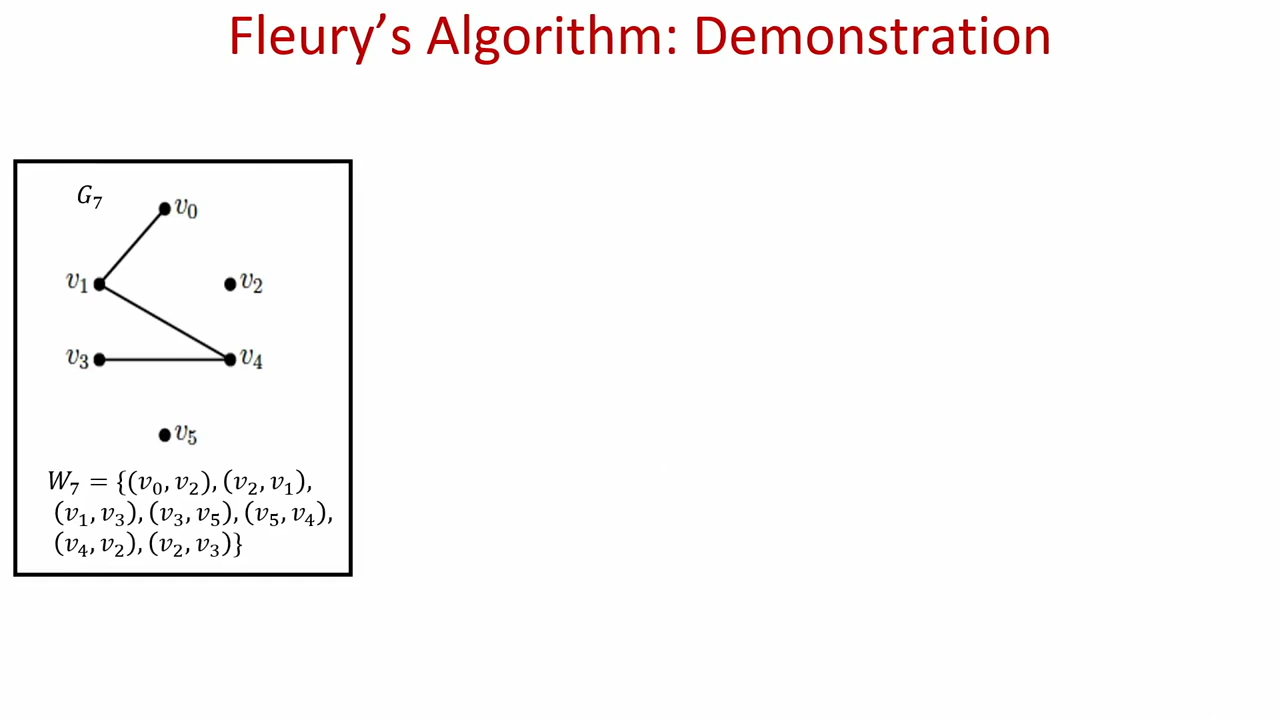 Fleury’s Algorithm: Demonstration
G₇
v₀
v₁
v₂
v₃
v₄
v₅
W₇ = {(v₀, v₂), (v₂, v₁),
(v₁, v₃), (v₃, v₅), (v₅, v₄),
(v₄, v₂), (v₂, v₃)}